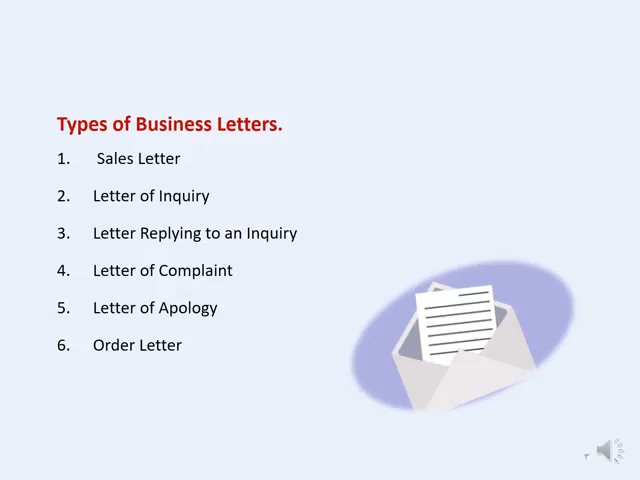 Types of Business Letters.
1. Sales Letter
2. Letter of Inquiry
3. Letter Replying to an Inquiry
4. Letter of Complaint
5. Letter of Apology
6. Order Letter
٣